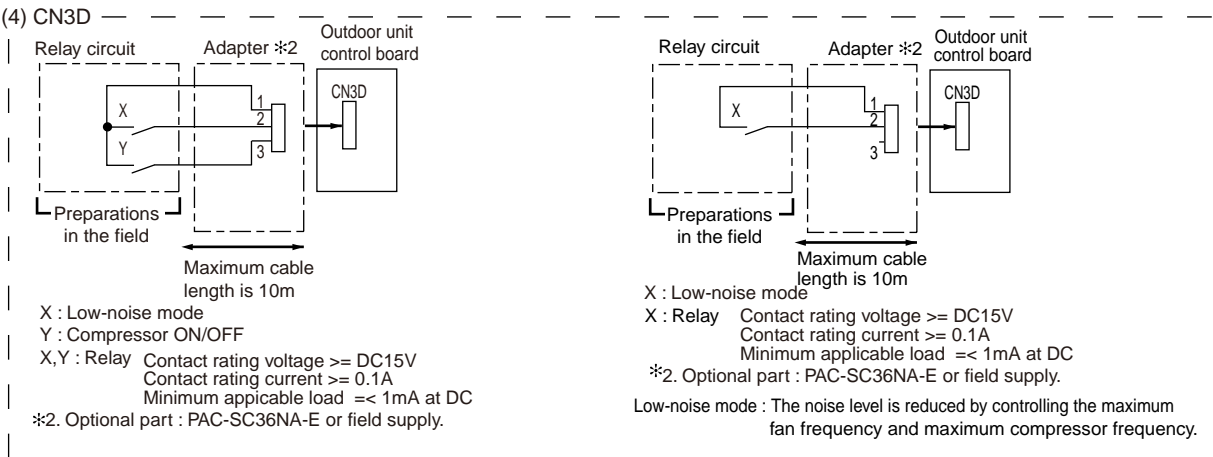 (4) CN3D
Relay circuit
Adapter ✻2
Outdoor unit
control board
X
Y
1
2
3
CN3D
Preparations
in the field
Maximum cable
length is 10m
X : Low-noise mode
Y : Compressor ON/OFF
X,Y : Relay Contact rating voltage >= DC15V
Contact rating current >= 0.1A
Minimum appicable load =< 1mA at DC
✻2. Optional part : PAC-SC36NA-E or field supply.
Relay circuit
Adapter ✻2
Outdoor unit
control board
X
1
2
3
CN3D
Preparations
in the field
Maximum cable
length is 10m
X : Low-noise mode
X : Relay Contact rating voltage >= DC15V
Contact rating current >= 0.1A
Minimum applicable load =< 1mA at DC
✻2. Optional part : PAC-SC36NA-E or field supply.
Low-noise mode : The noise level is reduced by controlling the maximum
fan frequency and maximum compressor frequency.